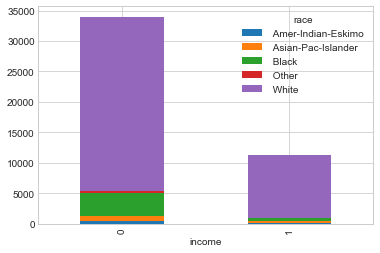 35000
30000
25000
20000
15000
10000
5000
0
race
Amer-Indian-Eskimo
Asian-Pac-Islander
Black
Other
White
0
1
income